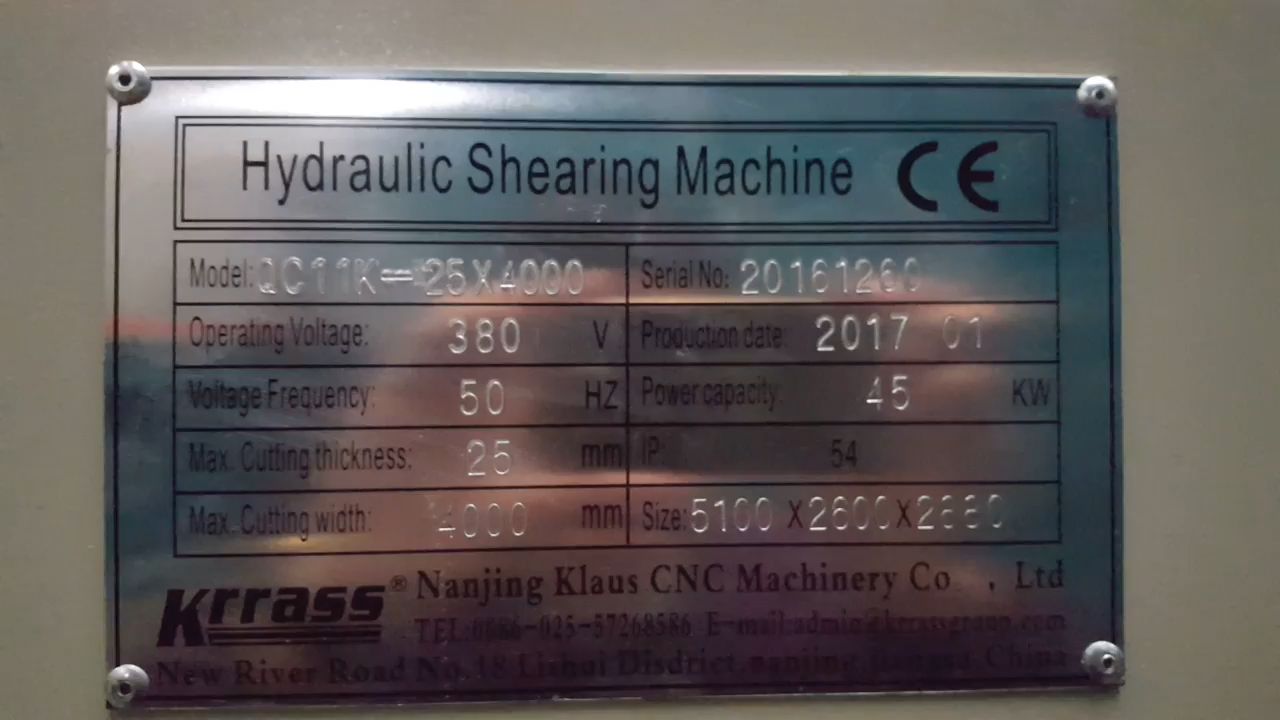 Hydraulic Shearing Machine CE
Model: QC11K-25X4000 Serial No: 20161260
Operating Voltage: 380 V Production date: 2017 01
Voltage Frequency: 50 HZ Power capacity: 45 KW
Max. Cutting thickness: 25 mm IP: 54
Max. Cutting width: 4000 mm Size: 5100 X2600X
Krrass® Nanjing Klaus CNC Machinery Co ., Ltd
TEL:0086-025-57268586 E-mail:admin@krrassgroup.com
New River Road No.18 Lishui Disdrict, nanjing, jiangsu, China